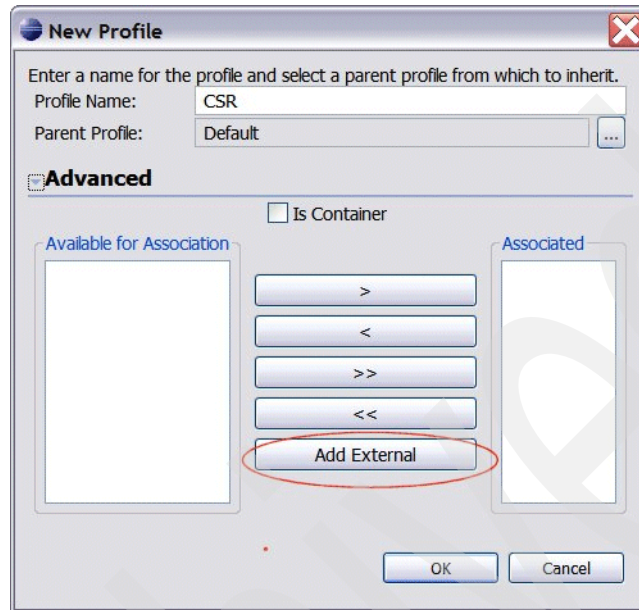 New Profile
Enter a name for the profile and select a parent profile from which to inherit.
Profile Name: CSR
Parent Profile: Default ...
Advanced
Is Container
Available for Association Associated
>
<
>>
<<
Add External
OK Cancel